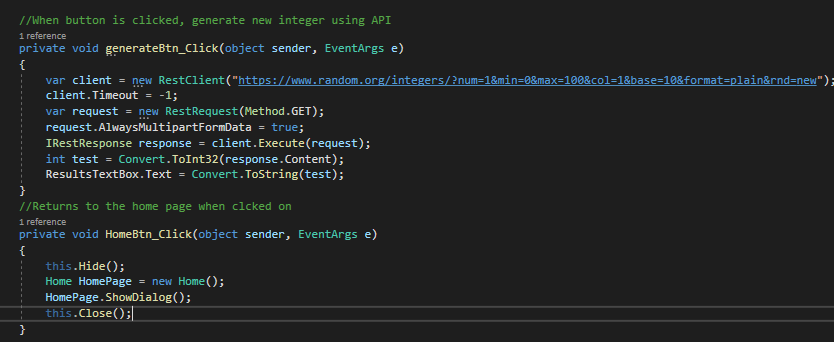 //When button is clicked, generate new integer using API
1 reference
private void generateBtn_Click(object sender, EventArgs e)
{
    var client = new RestClient("https://www.random.org/integers/?num=1&min=0&max=100&col=1&base=10&format=plain&rnd=new");
    client.Timeout = -1;
    var request = new RestRequest(Method.GET);
    request.AlwaysMultipartFormData = true;
    IRestResponse response = client.Execute(request);
    int test = Convert.ToInt32(response.Content);
    ResultsTextBox.Text = Convert.ToString(test);
}
//Returns to the home page when clcked on
1 reference
private void HomeBtn_Click(object sender, EventArgs e)
{
    this.Hide();
    Home HomePage = new Home();
    HomePage.ShowDialog();
    this.Close();
}